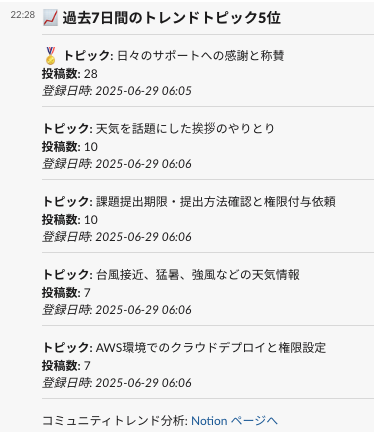 22:28 📈 過去7日間のトレンドトピック5位
🏅 トピック: 日々のサポートへの感謝と称賛
投稿数: 28
登録日時: 2025-06-29 06:05
トピック: 天気を話題にした挨拶のやりとり
投稿数: 10
登録日時: 2025-06-29 06:06
トピック: 課題提出期限・提出方法確認と権限付与依頼
投稿数: 10
登録日時: 2025-06-29 06:06
トピック: 台風接近、猛暑、強風などの天気情報
投稿数: 7
登録日時: 2025-06-29 06:06
トピック: AWS環境でのクラウドデプロイと権限設定
投稿数: 7
登録日時: 2025-06-29 06:06
コミュニティトレンド分析: Notion ページへ